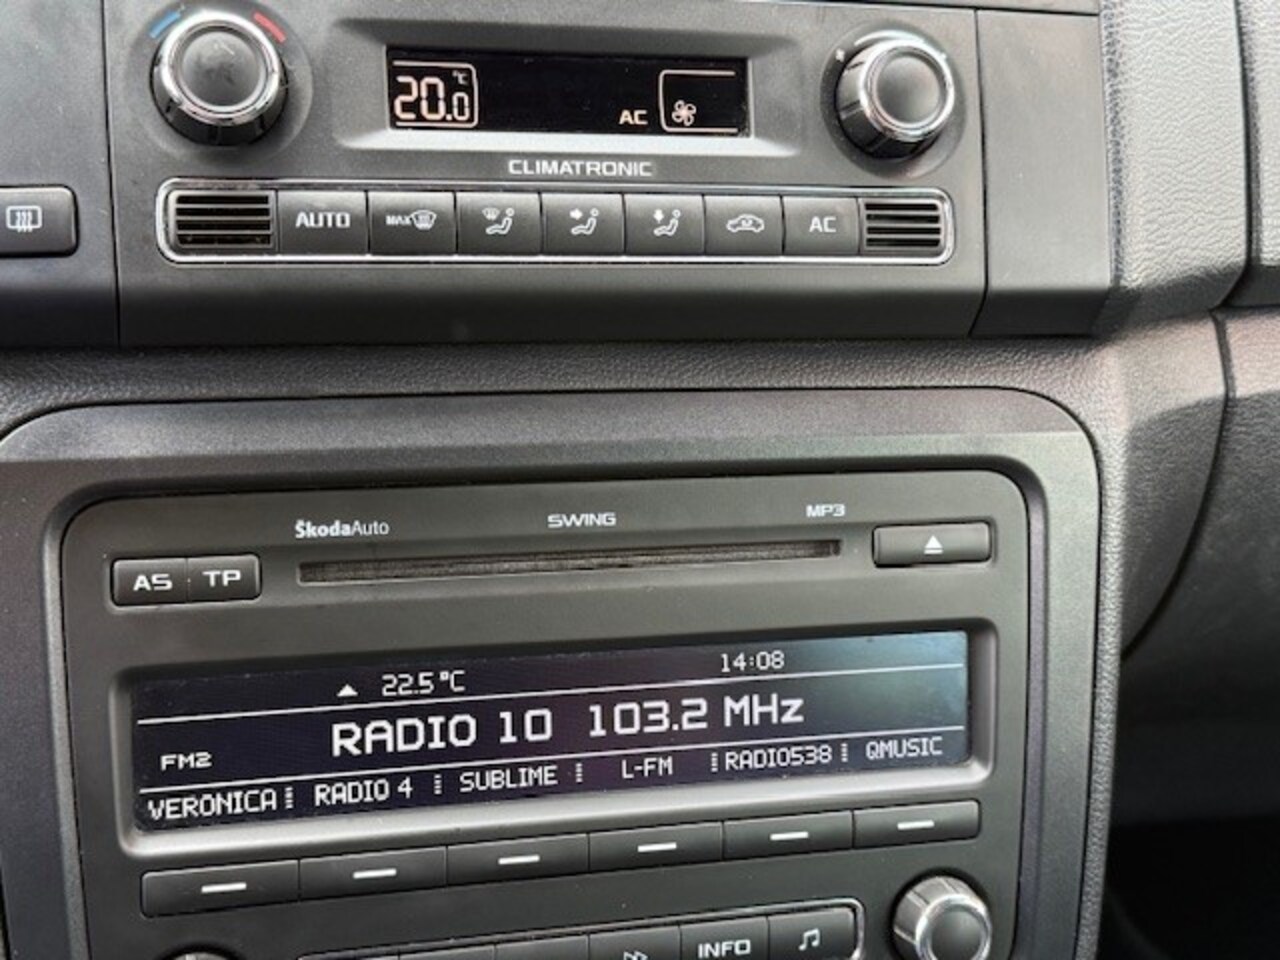 20.0 °C
AC
CLIMATRONIC
AUTO MAX AC
ŠkodaAuto SWING MP3
AS TP
22.5 °C 14:08
FM2 RADIO 10 103.2 MHz
VERONICA RADIO 4 SUBLIME L-FM RADIO538 QMUSIC
INFO